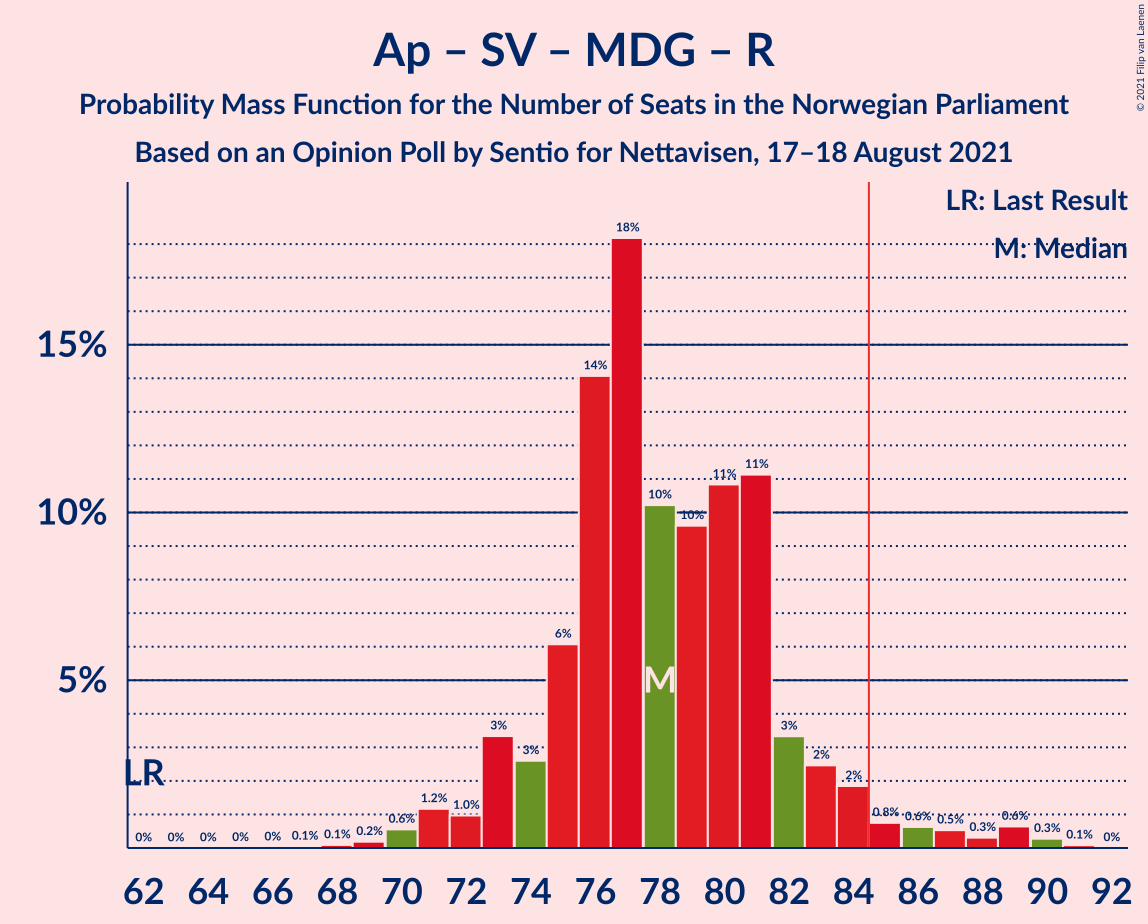 Ap – SV – MDG – R
Probability Mass Function for the Number of Seats in the Norwegian Parliament
Based on an Opinion Poll by Sentio for Nettavisen, 17–18 August 2021
© 2021 Filip van Laenen
LR: Last Result
M: Median
18%
15%
14%
11%
11%
10%
10%
10%
6%
5%
M
3%
3%
3%
2%
2%
LR
1.2%
1.0%
0.8%
0.6%
0.6%
0.5%
0.6%
0.3%
0.3%
0% 0% 0% 0% 0% 0.1% 0.1% 0.2% 0.1% 0%
62 64 66 68 70 72 74 76 78 80 82 84 86 88 90 92